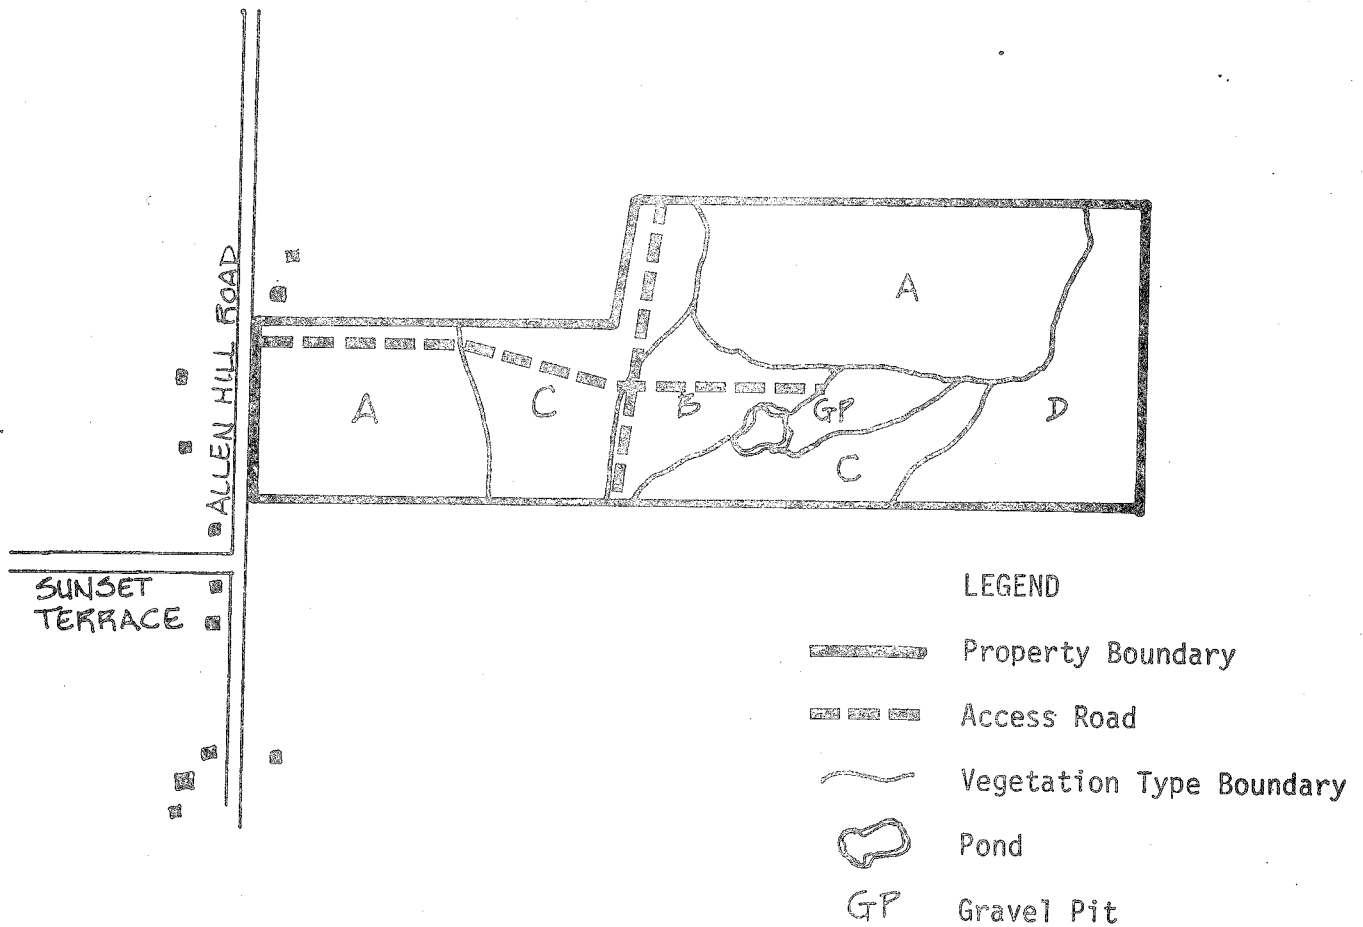 A
ALLEN HILL ROAD
A
C
B
GP
D
C
SUNSET
TERRACE
LEGEND
Property Boundary
Access Road
Vegetation Type Boundary
Pond
GP Gravel Pit